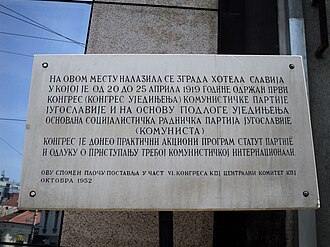 НА ОВОМ МЕСТУ НАЛАЗИЛА СЕ ЗГРАДА ХОТЕЛА СЛАВИЈА
У КОЈОЈ ЈЕ ОД 20 ДО 25 АПРИЛА 1919 ГОДИНЕ ОДРЖАН ПРВИ
КОНГРЕС (КОНГРЕС УЈЕДИЊЕЊА) КОМУНИСТИЧКЕ ПАРТИЈЕ
ЈУГОСЛАВИЈЕ И НА ОСНОВУ ПОДЛОГЕ УЈЕДИЊЕЊА
ОСНОВАНА СОЦИЈАЛИСТИЧКА РАДНИЧКА ПАРТИЈА ЈУГОСЛАВИЈЕ
(КОМУНИСТА)
КОНГРЕС ЈЕ ДОНЕО ПРАКТИЧНИ АКЦИОНИ ПРОГРАМ СТАТУТ ПАРТИЈЕ
И ОДЛУКУ О ПРИСТУПАЊУ ТРЕЋОЈ КОМУНИСТИЧКОЈ ИНТЕРНАЦИОНАЛИ.
ОВУ СПОМЕН ПЛОЧУ ПОСТАВЉА У ЧАСТ VI. КОНГРЕСА КПЈ ЦЕНТРАЛНИ КОМИТЕТ КПЈ
ОКТОБРА 1952